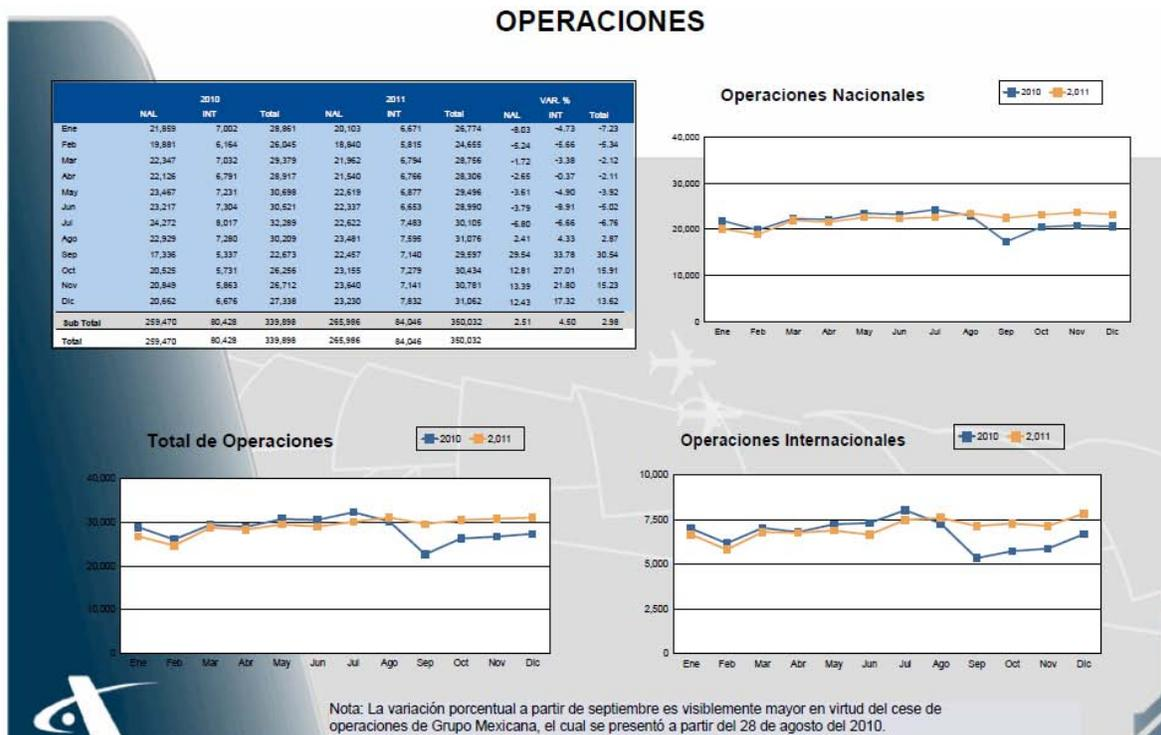 OPERACIONES
2010 2011 VAR. %
NAL INT Total NAL INT Total NAL INT Total
Ene 21,859 7,002 28,861 20,103 6,671 26,774 -8.03 -4.73 -7.23
Feb 19,881 6,164 26,045 18,840 5,815 24,655 -5.24 -5.66 -5.34
Mar 22,347 7,032 29,379 21,962 6,794 28,756 -1.72 -3.38 -2.12
Abr 22,126 6,791 28,917 21,540 6,766 28,306 -2.65 -0.37 -2.11
May 23,467 7,231 30,698 22,619 6,877 29,496 -3.61 -4.90 -3.92
Jun 23,217 7,304 30,521 22,337 6,653 28,990 -3.79 -8.91 -5.02
Jul 24,272 8,017 32,289 22,622 7,483 30,105 -6.80 -6.66 -6.76
Ago 22,929 7,280 30,209 23,481 7,595 31,076 2.41 4.33 2.87
Sep 17,336 5,337 22,673 22,457 7,140 29,597 29.54 33.78 30.54
Oct 20,525 5,731 26,256 23,155 7,279 30,434 12.81 27.01 15.91
Nov 20,849 5,863 26,712 23,640 7,141 30,781 13.39 21.80 15.23
Dic 20,662 6,676 27,338 23,230 7,832 31,062 12.43 17.32 13.62
Sub Total 259,470 80,428 339,898 265,986 84,046 350,032 2.51 4.50 2.98
Total 259,470 80,428 339,898 265,986 84,046 350,032
Operaciones Nacionales
2010 2,011
40,000
30,000
20,000
10,000
0
Ene Feb Mar Abr May Jun Jul Ago Sep Oct Nov Dic
Total de Operaciones
2010 2,011
40,000
30,000
20,000
10,000
0
Ene Feb Mar Abr May Jun Jul Ago Sep Oct Nov Dic
Operaciones Internacionales
2010 2,011
10,000
7,500
5,000
2,500
0
Ene Feb Mar Abr May Jun Jul Ago Sep Oct Nov Dic
Nota: La variación porcentual a partir de septiembre es visiblemente mayor en virtud del cese de
operaciones de Grupo Mexicana, el cual se presentó a partir del 28 de agosto del 2010.